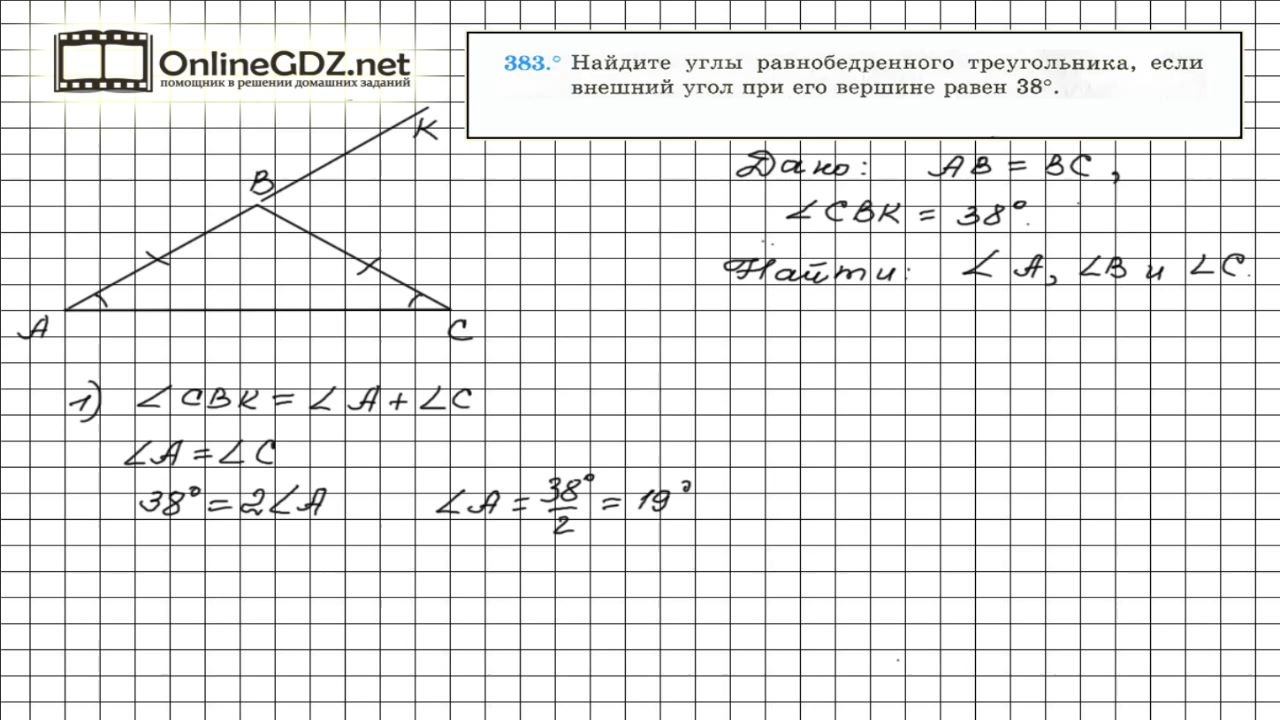 OnlineGDZ.net
помощник в решении домашних заданий
383.° Найдите углы равнобедренного треугольника, если
внешний угол при его вершине равен 38°.
K
B
A
C
Дано: AB = BC,
∠CBK = 38°.
Найти: ∠A, ∠B и ∠C.
1) ∠CBK = ∠A + ∠C
∠A = ∠C
38° = 2∠A
∠A = 38°/2 = 19°